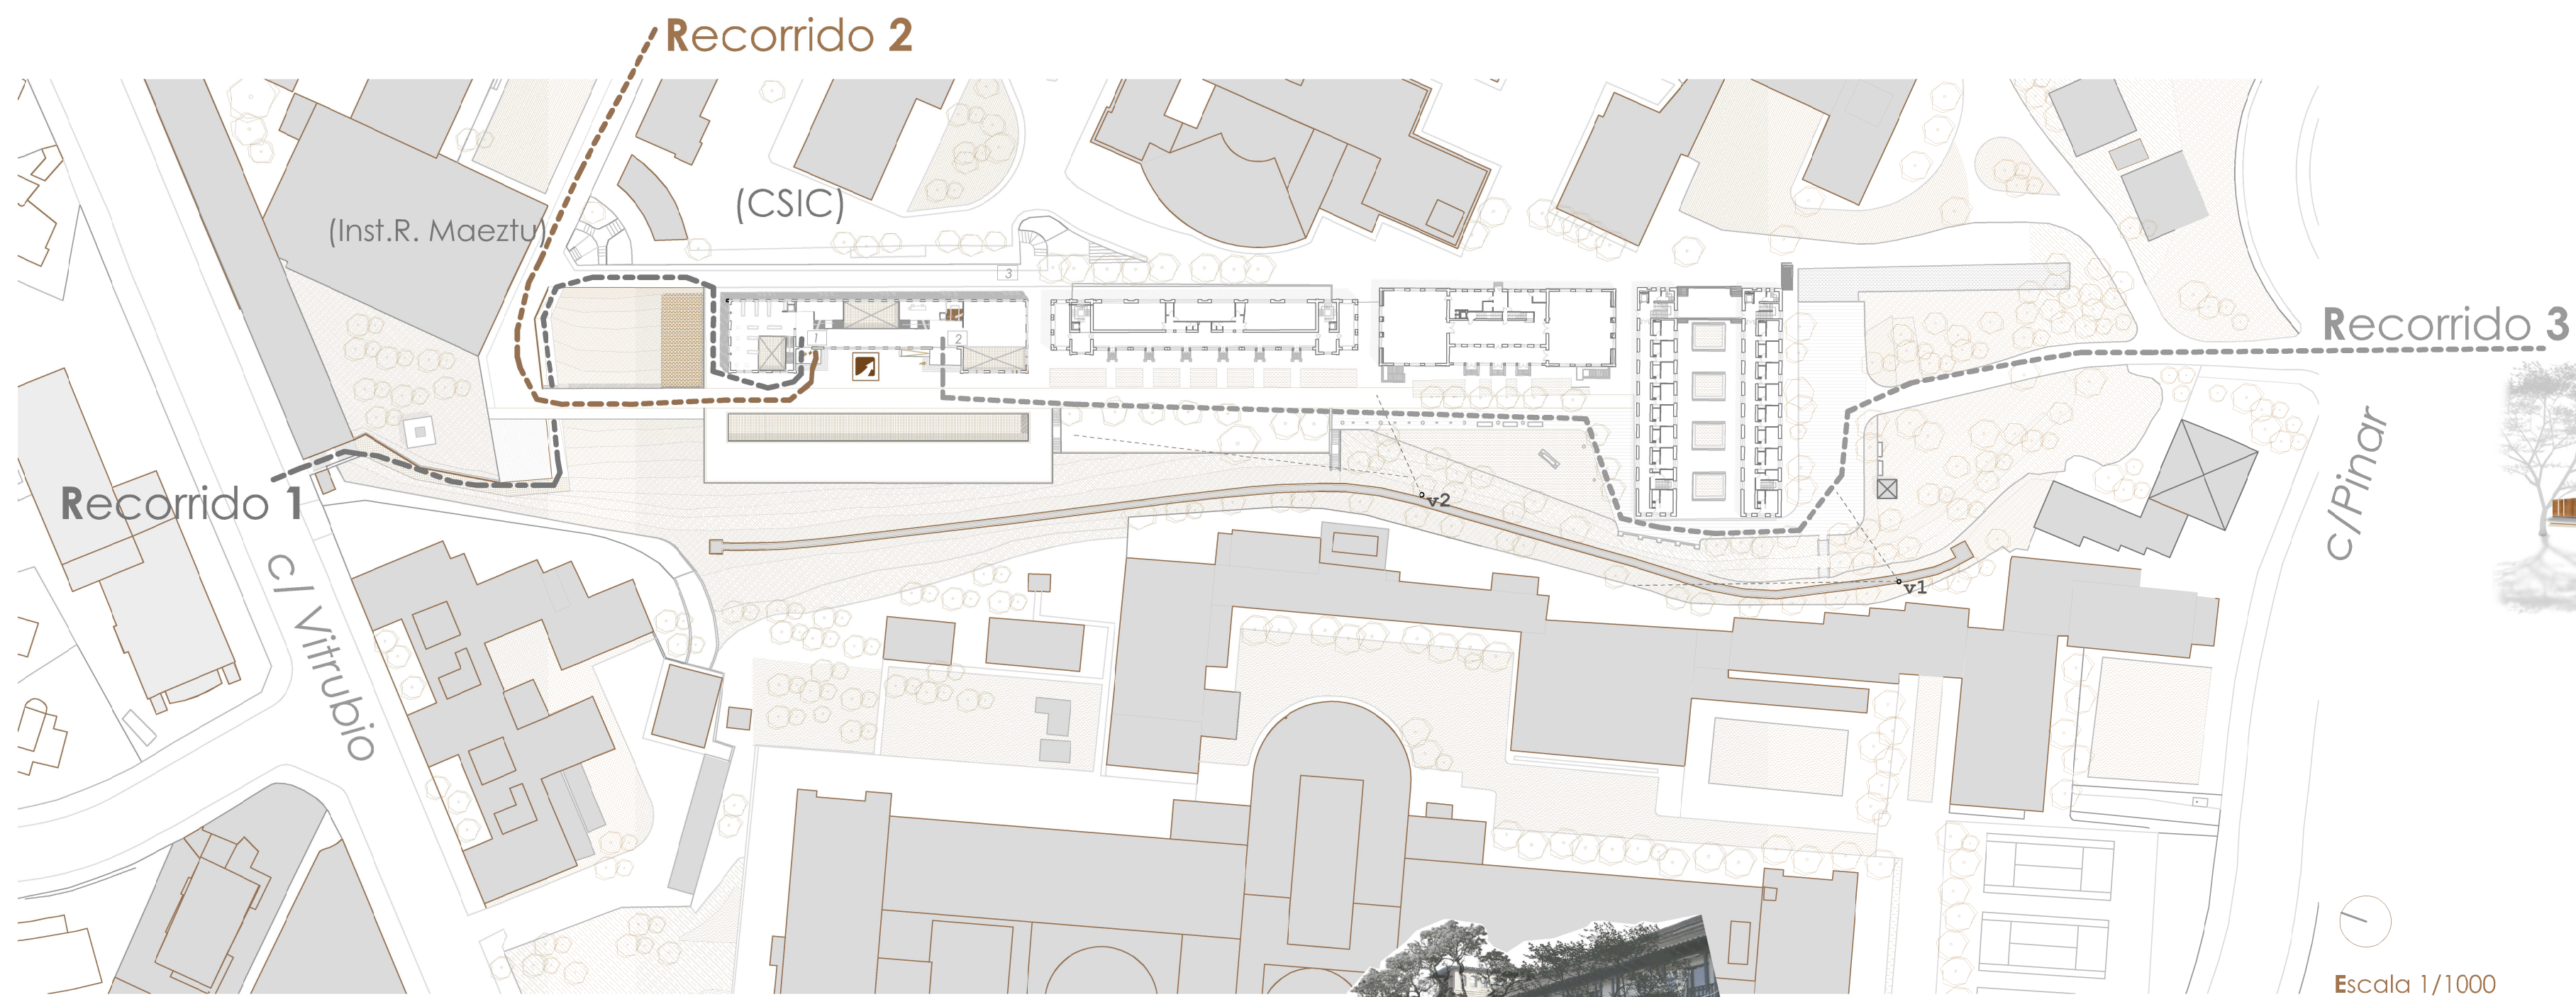 Recorrido 2
(CSIC)
(Inst.R. Maeztu)
3
Recorrido 3
1
2
Recorrido 1
v2
v1
c/Pinar
c/ Vitrubio
Escala 1/1000